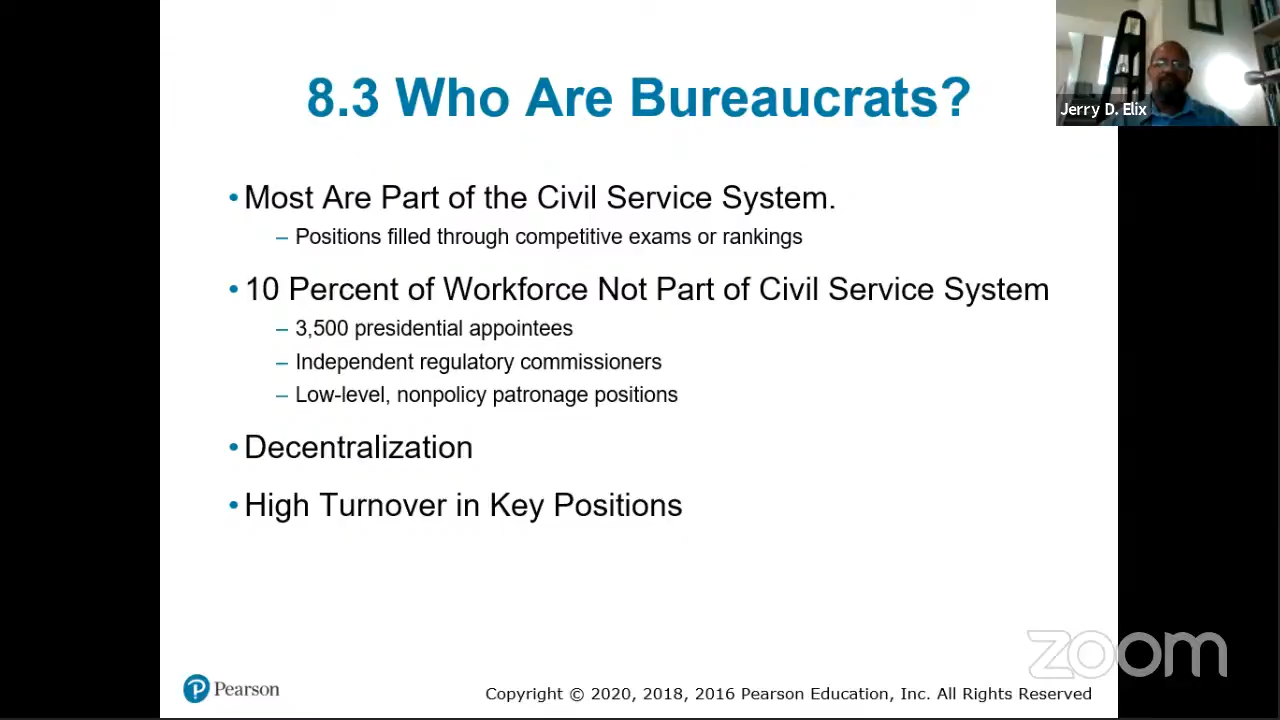 8.3 Who Are Bureaucrats?
Jerry D. Elix
• Most Are Part of the Civil Service System.
– Positions filled through competitive exams or rankings
• 10 Percent of Workforce Not Part of Civil Service System
– 3,500 presidential appointees
– Independent regulatory commissioners
– Low-level, nonpolicy patronage positions
• Decentralization
• High Turnover in Key Positions
zoom
P Pearson
Copyright © 2020, 2018, 2016 Pearson Education, Inc. All Rights Reserved